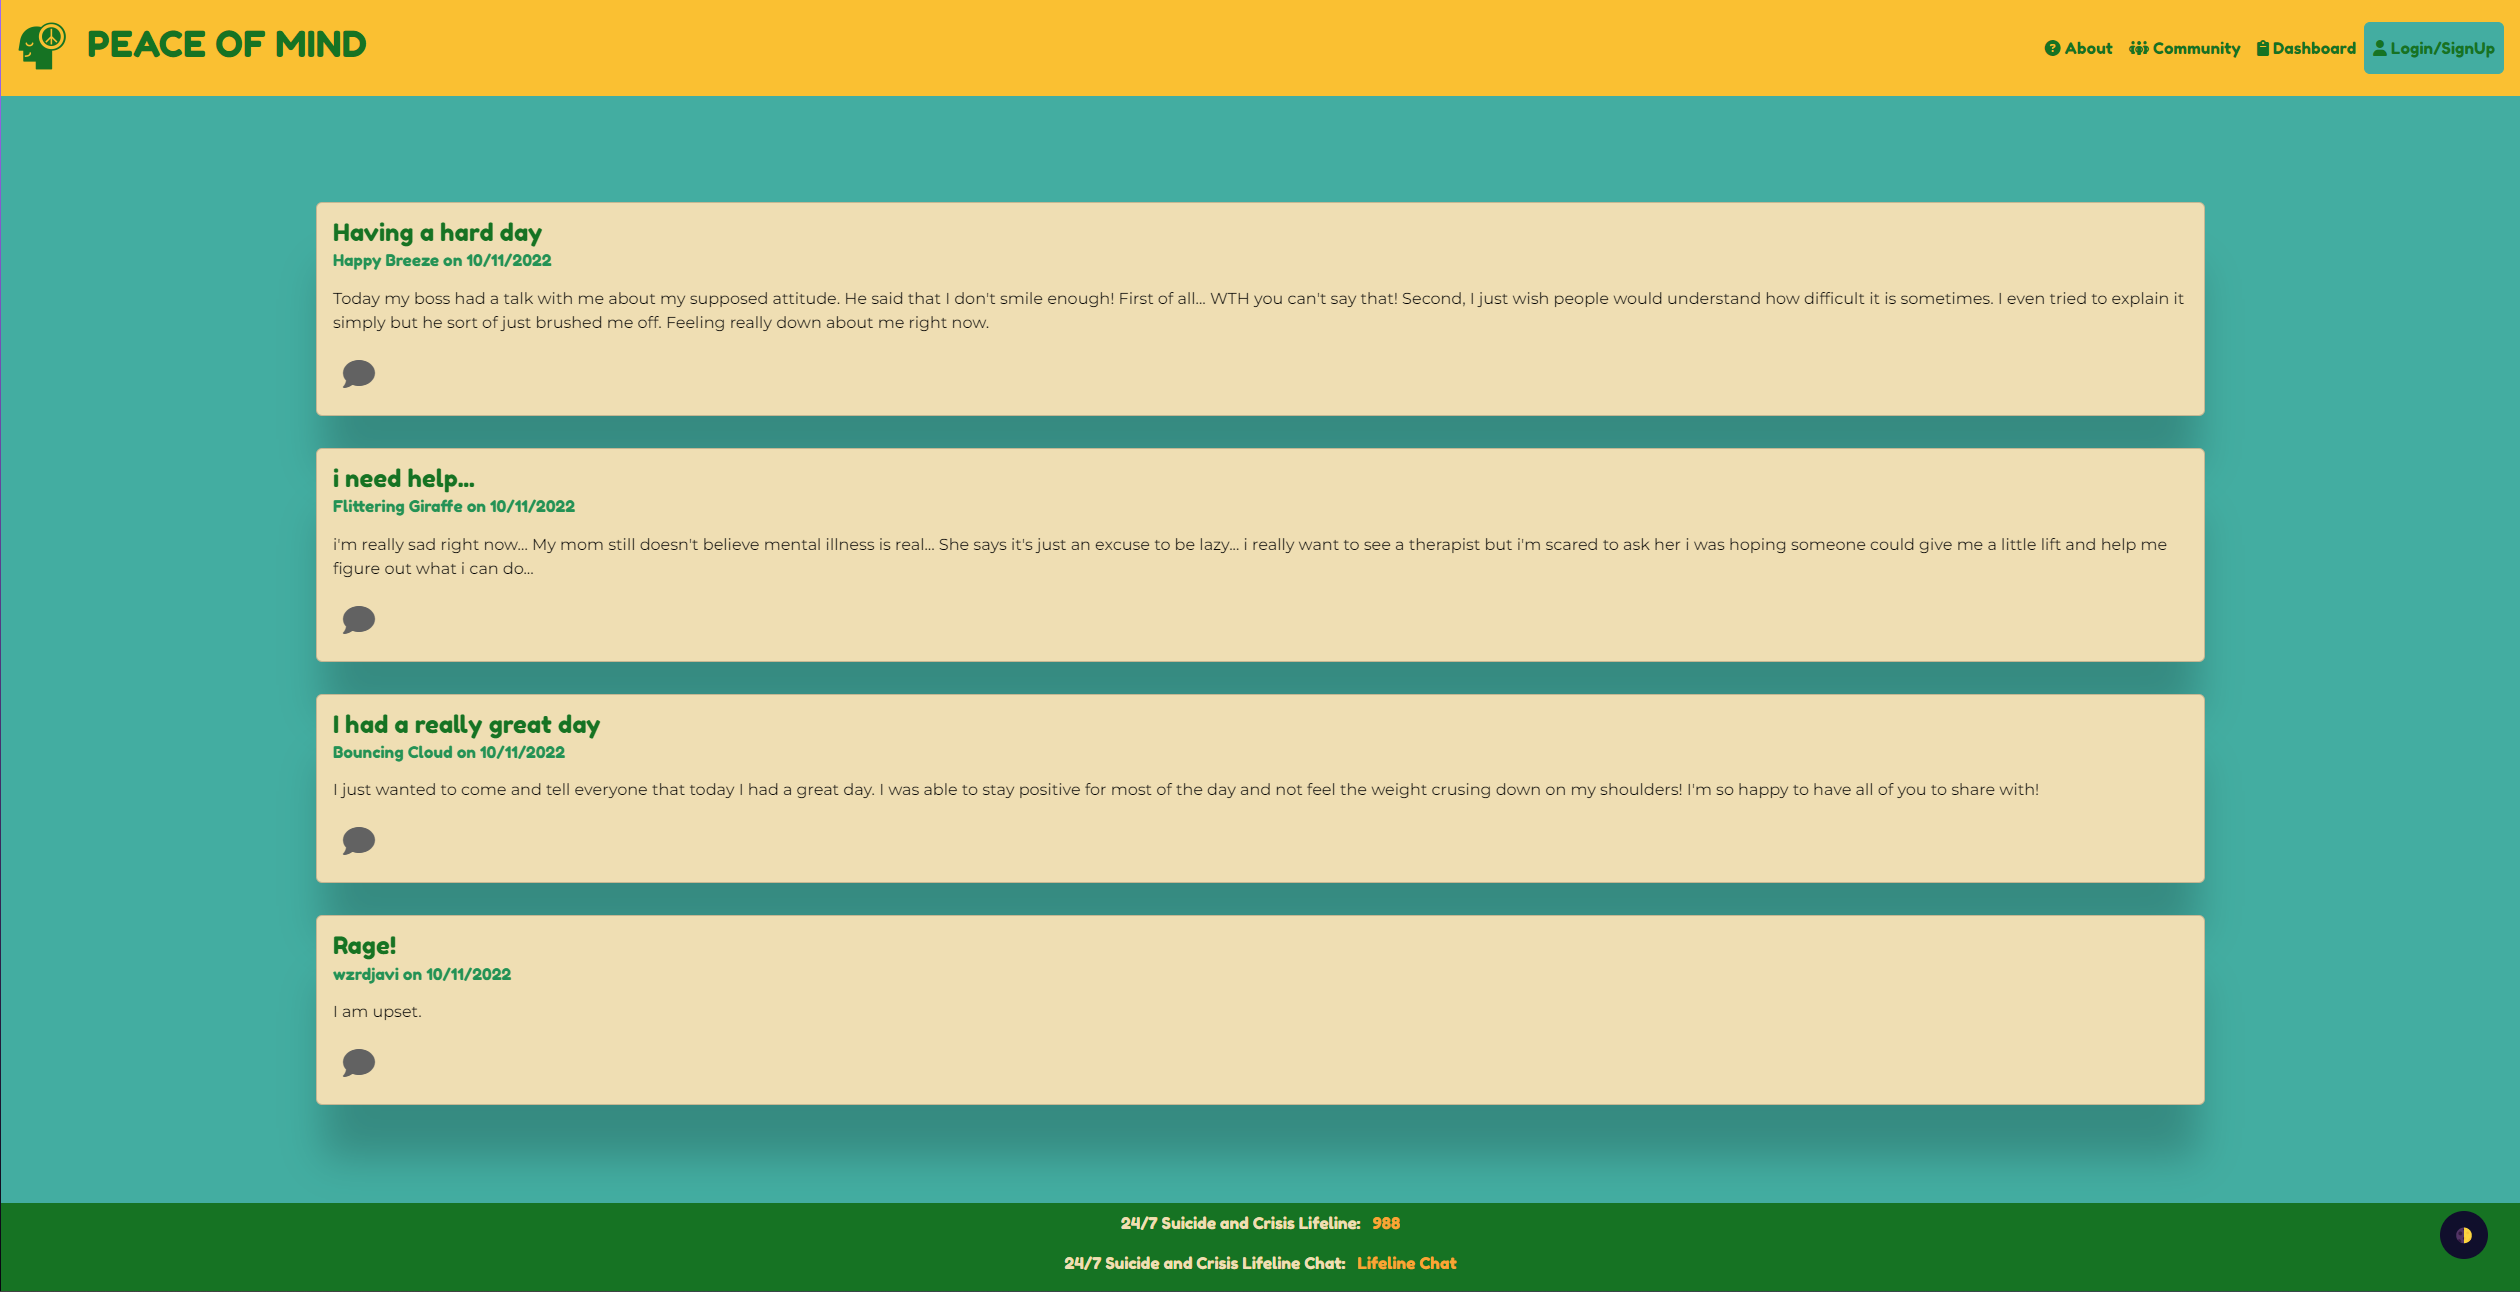 PEACE OF MIND
About
Community
Dashboard
Login/SignUp
Having a hard day
Happy Breeze on 10/11/2022
Today my boss had a talk with me about my supposed attitude. He said that I don't smile enough! First of all... WTH you can't say that! Second, I just wish people would understand how difficult it is sometimes. I even tried to explain it
simply but he sort of just brushed me off. Feeling really down about me right now.
i need help...
Flittering Giraffe on 10/11/2022
i'm really sad right now... My mom still doesn't believe mental illness is real... She says it's just an excuse to be lazy... i really want to see a therapist but i'm scared to ask her i was hoping someone could give me a little lift and help me
figure out what i can do...
I had a really great day
Bouncing Cloud on 10/11/2022
I just wanted to come and tell everyone that today I had a great day. I was able to stay positive for most of the day and not feel the weight crusing down on my shoulders! I'm so happy to have all of you to share with!
Rage!
wzrdjavi on 10/11/2022
I am upset.
24/7 Suicide and Crisis Lifeline: 988
24/7 Suicide and Crisis Lifeline Chat: Lifeline Chat